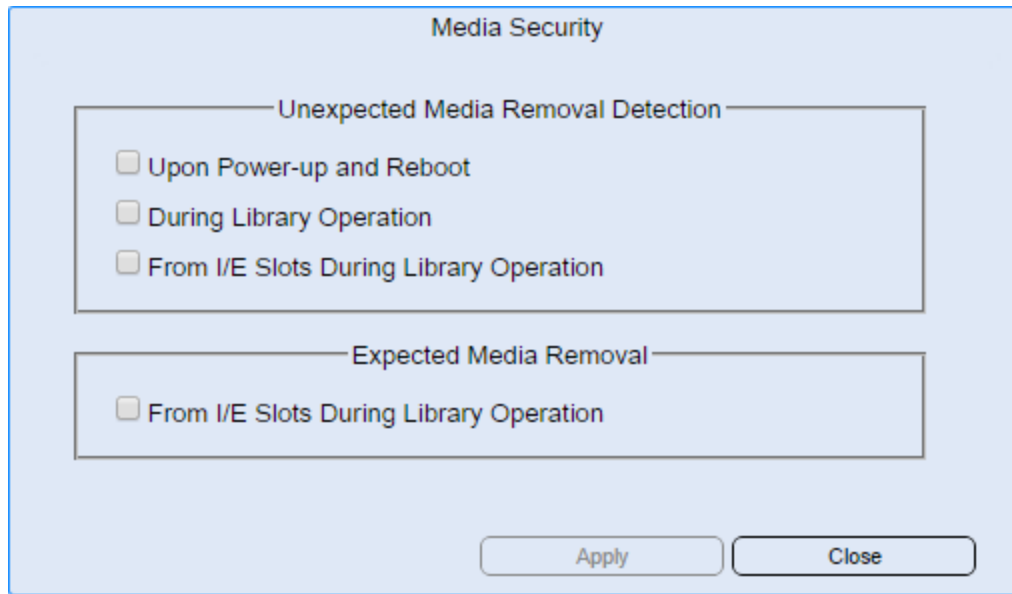 Media Security
Unexpected Media Removal Detection
Upon Power-up and Reboot
During Library Operation
From I/E Slots During Library Operation
Expected Media Removal
From I/E Slots During Library Operation
Apply
Close